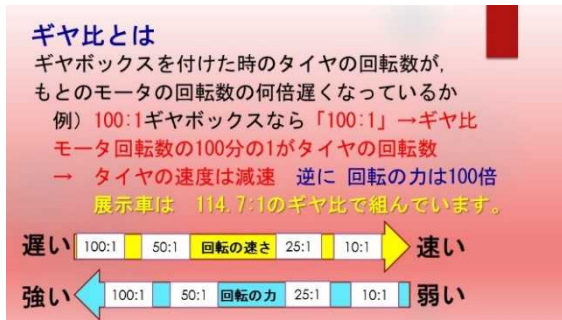 ギヤ比とは
ギヤボックスを付けた時のタイヤの回転数が,
もとのモータの回転数の何倍遅くなっているか
例）100:1ギヤボックスなら「100:1」→ギヤ比
モータ回転数の100分の1がタイヤの回転数
→ タイヤの速度は減速 逆に 回転の力は100倍
展示車は 114.7:1のギヤ比で組んでいます。
遅い 100:1 50:1 回転の速さ 25:1 10:1 速い
強い 100:1 50:1 回転の力 25:1 10:1 弱い